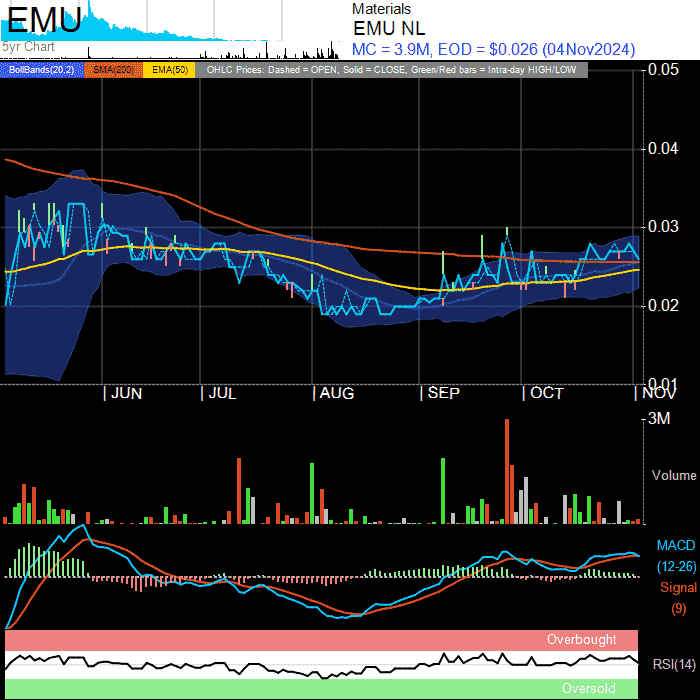 EMU
5yr Chart
Materials
EMU NL
MC = 3.9M, EOD = $0.026 (04Nov2024)
BollBands(20,2) SMA(200) EMA(50) OHLC Prices: Dashed = OPEN, Solid = CLOSE, Green/Red bars = Intra-day HIGH/LOW
0.05
0.04
0.03
0.02
0.01
JUN JUL AUG SEP OCT NOV
3M
Volume
MACD
(12-26)
Signal
(9)
Overbought
RSI(14)
Oversold